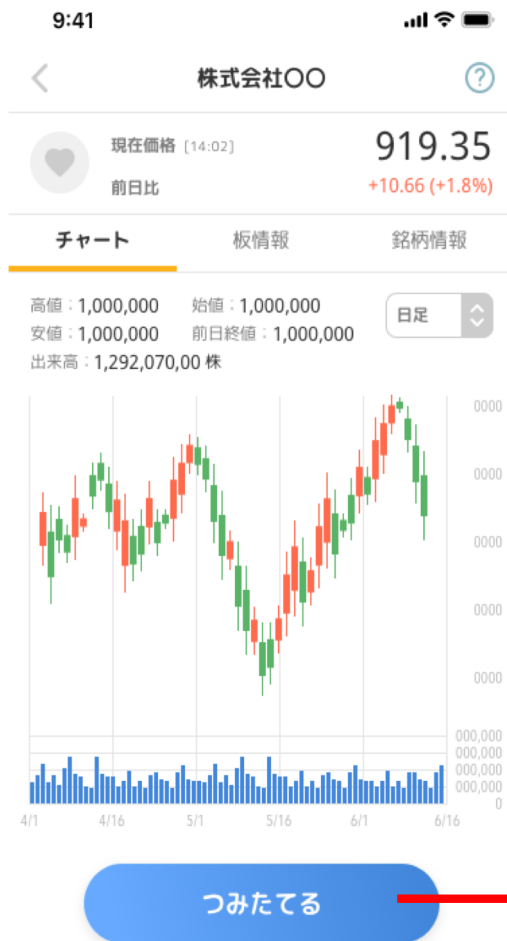 9:41
株式会社〇〇
?
現在価格 [14:02]
919.35
前日比
+10.66 (+1.8%)
チャート 板情報 銘柄情報
高値：1,000,000 始値：1,000,000
日足
安値：1,000,000 前日終値：1,000,000
出来高：1,292,070,00 株
0000
0000
0000
0000
0000
000,000
000,000
000,000
000,000
0
4/1 4/16 5/1 5/16 6/1 6/16
つみたてる